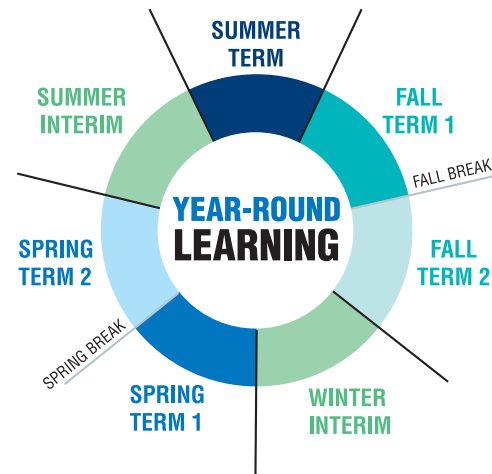 SUMMER
TERM
FALL
TERM 1
FALL BREAK
FALL
TERM 2
WINTER
INTERIM
SPRING
TERM 1
SPRING BREAK
SPRING
TERM 2
SUMMER
INTERIM
YEAR-ROUND
LEARNING